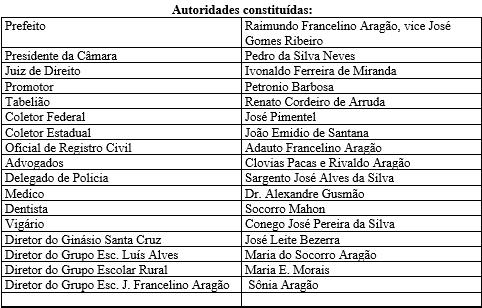 Autoridades constituídas:
Prefeito Raimundo Francelino Aragão, vice José
Gomes Ribeiro
Presidente da Câmara Pedro da Silva Neves
Juiz de Direito Ivonaldo Ferreira de Miranda
Promotor Petronio Barbosa
Tabelião Renato Cordeiro de Arruda
Coletor Federal José Pimentel
Coletor Estadual João Emidio de Santana
Oficial de Registro Civil Adauto Francelino Aragão
Advogados Clovias Pacas e Rivaldo Aragão
Delegado de Policia Sargento José Alves da Silva
Medico Dr. Alexandre Gusmão
Dentista Socorro Mahon
Vigário Conego José Pereira da Silva
Diretor do Ginásio Santa Cruz José Leite Bezerra
Diretor do Grupo Esc. Luís Alves Maria do Socorro Aragão
Diretor do Grupo Escolar Rural Maria E. Morais
Diretor do Grupo Esc. J. Francelino Aragão Sônia Aragão